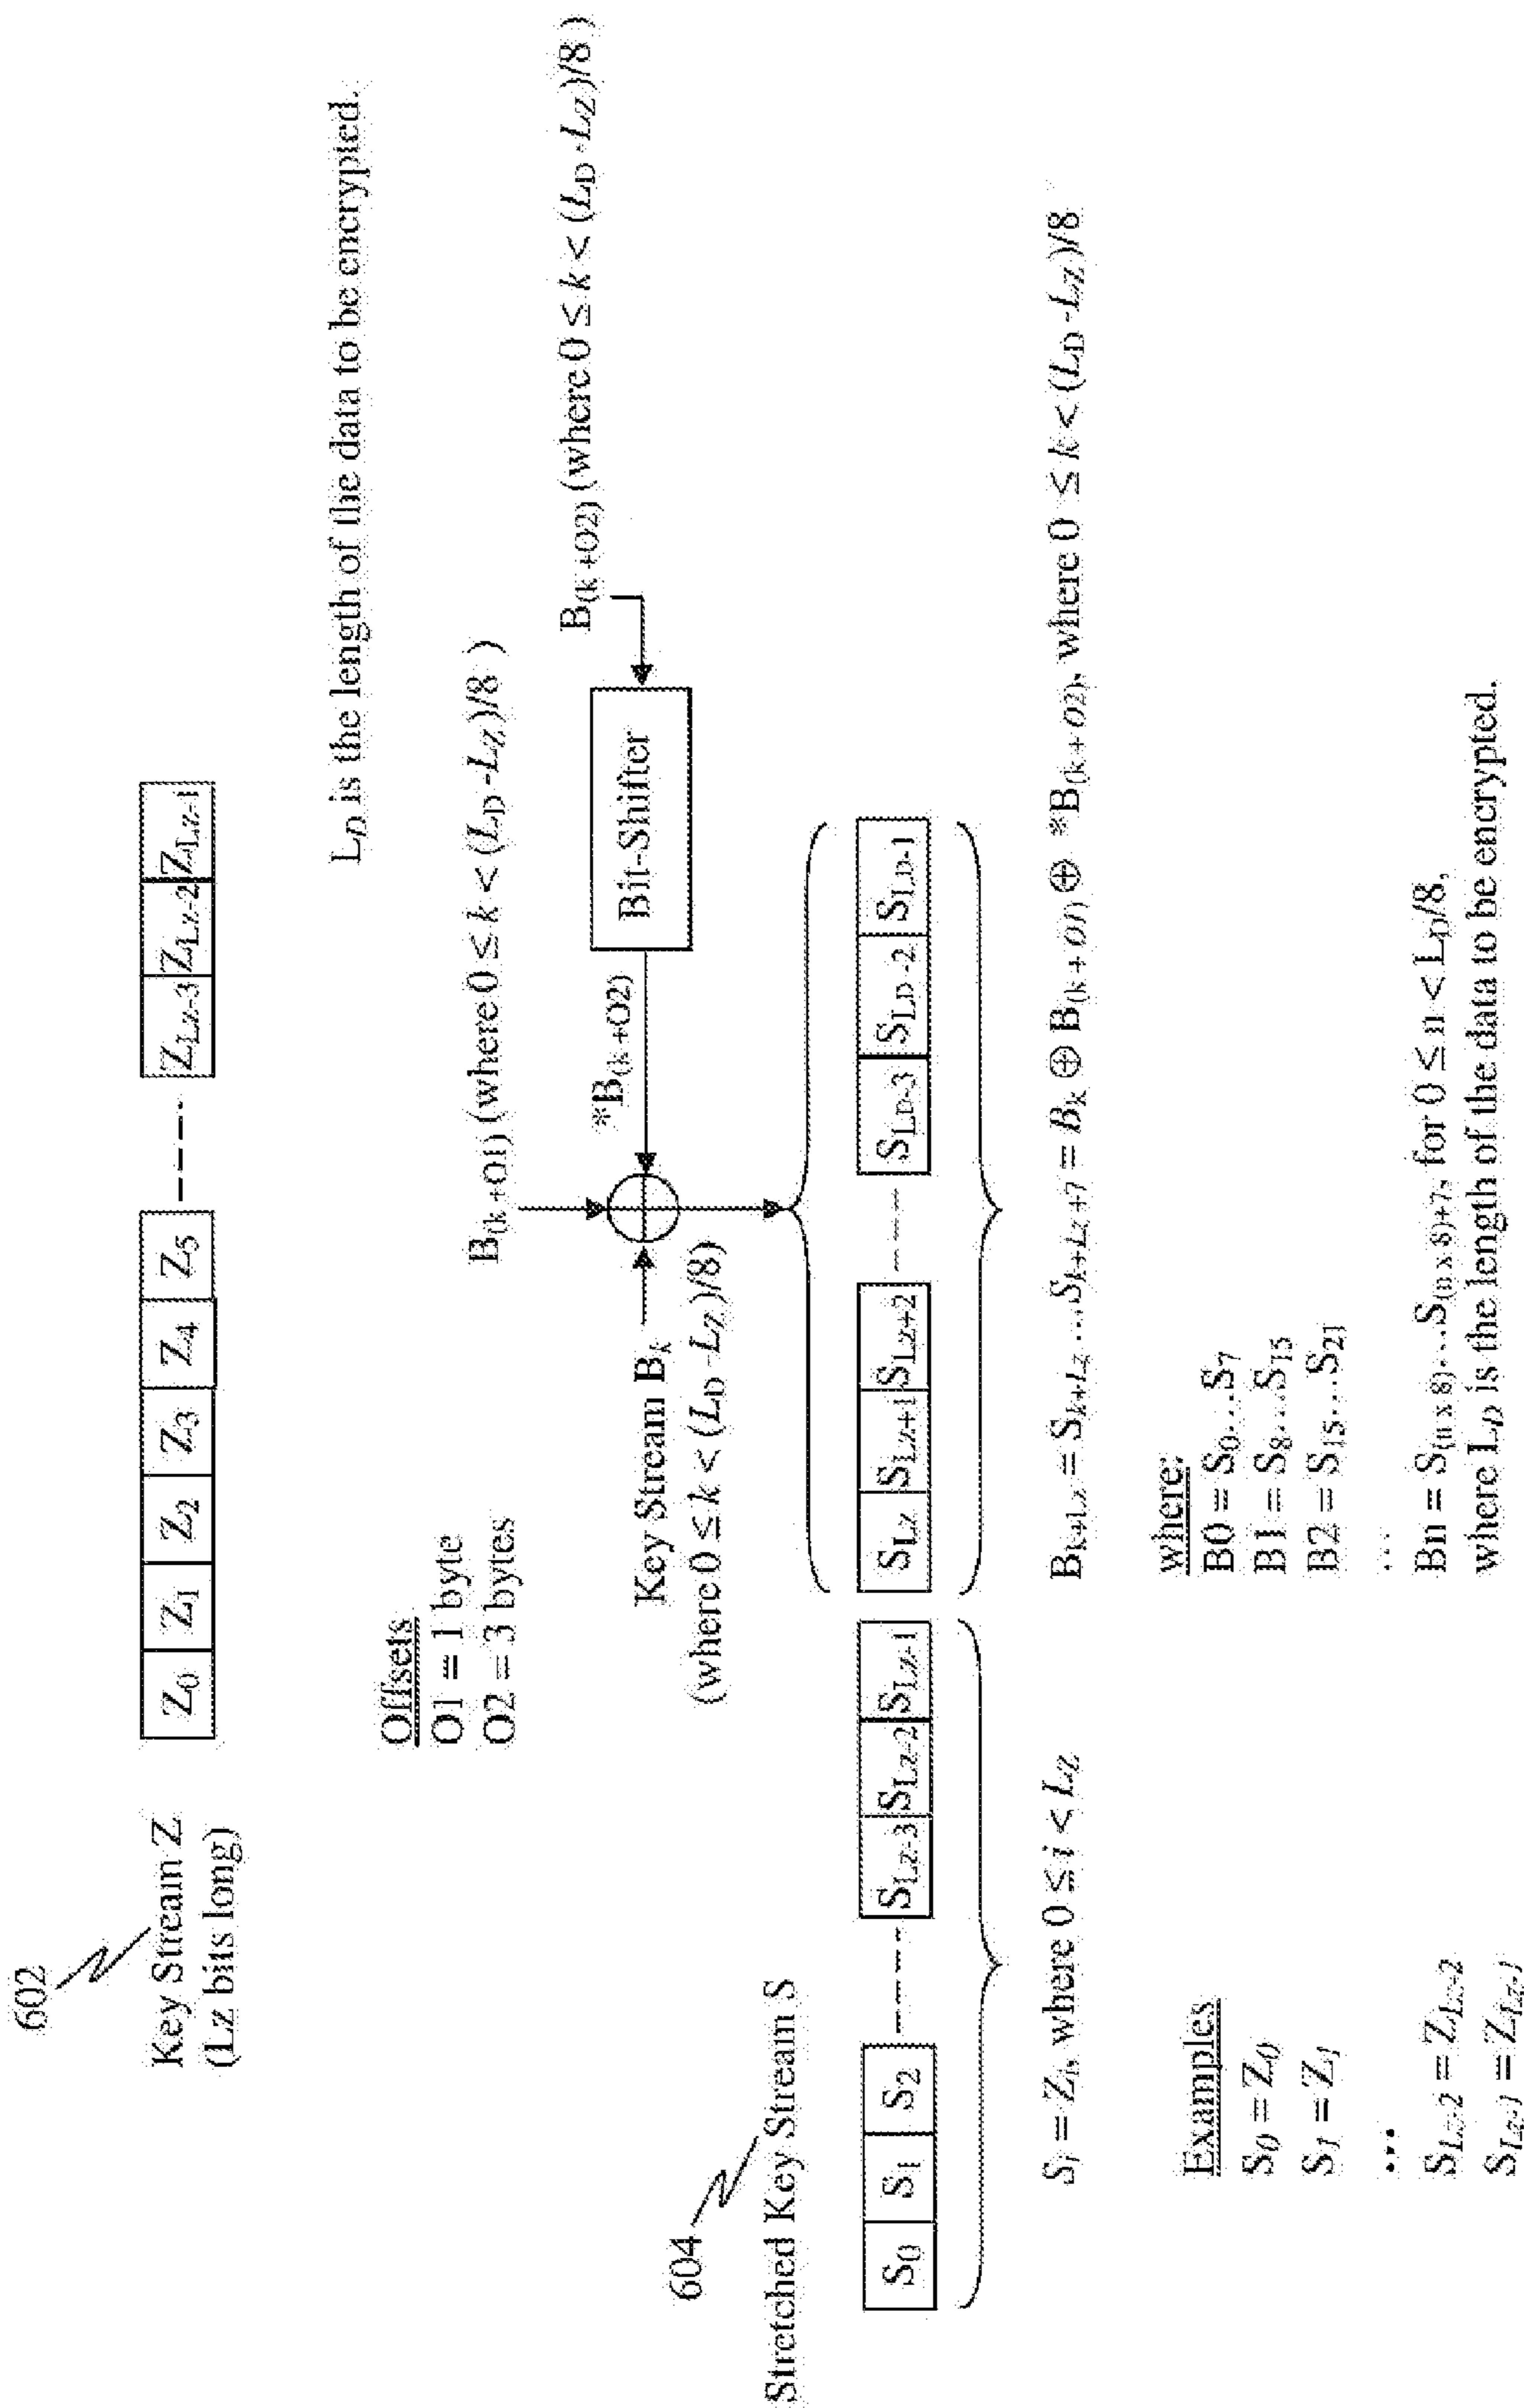 602
Key Stream Z
(Lz bits long)
Z0 Z1 Z2 Z3 Z4 Z5 ZLz-3 ZLz-2 ZLz-1
LD is the length of the data to be encrypted.
Offsets
O1 = 1 byte
O2 = 3 bytes
B(k+O1) (where 0 ≤ k < (LD-LZ)/8 )
B(k+O2) (where 0 ≤ k < (LD-LZ)/8 )
Bit-Shifter
*B(k+O2)
Key Stream Bk
(where 0 ≤ k < (LD-LZ)/8)
604
Stretched Key Stream S
S0 S1 S2 SLz-3 SLz-2 SLz-1 SLz SLz+1 SLz+2 SLD-3 SLD-2 SLD-1
Si = Zi, where 0 ≤ i < LZ
Bk+Lz = Sk+Lz…Sk+Lz+7 = Bk ⊕ B(k+O1) ⊕ *B(k+O2), where 0 ≤ k < (LD-LZ)/8
Examples
S0 = Z0
S1 = Z1
…
SLz-2 = ZLz-2
SLz-1 = ZLz-1
where:
B0 = S0…S7
B1 = S8…S15
B2 = S15…S21
…
Bn = S(n x 8)…S(n x 8)+7, for 0 ≤ n < LD/8,
where LD is the length of the data to be encrypted.